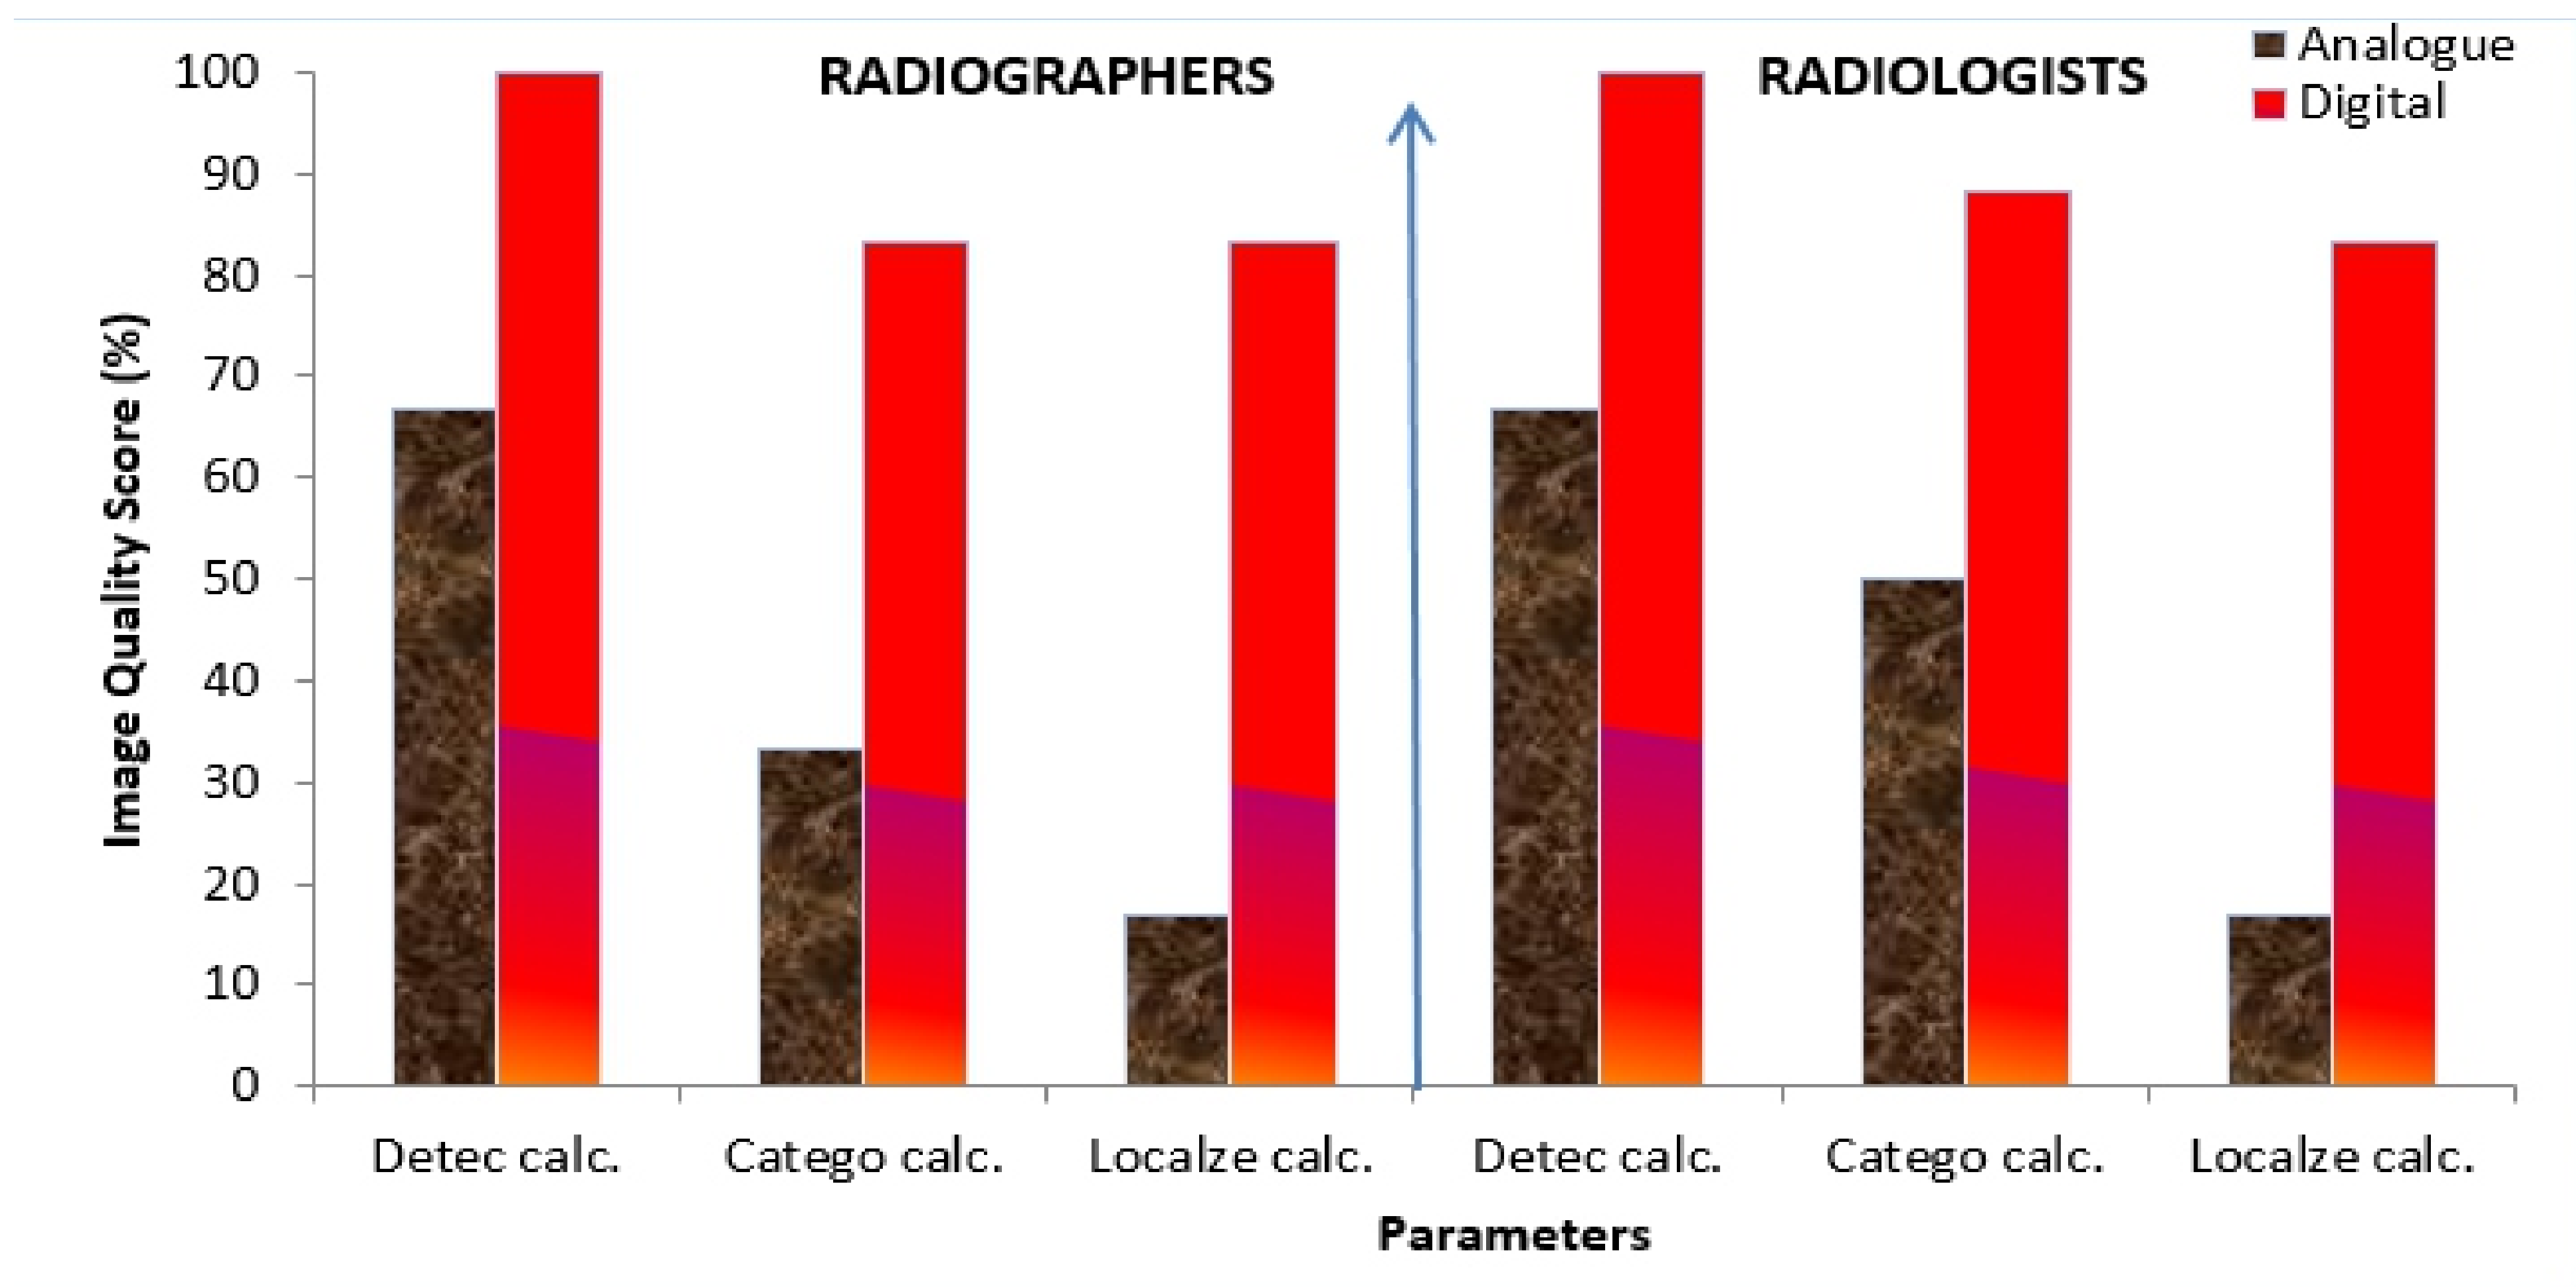 RADIOGRAPHERS
RADIOLOGISTS
Analogue
Digital
Image Quality Score (%)
100
90
80
70
60
50
40
30
20
10
0
Detec calc.
Catego calc.
Localze calc.
Detec calc.
Catego calc.
Localze calc.
Parameters